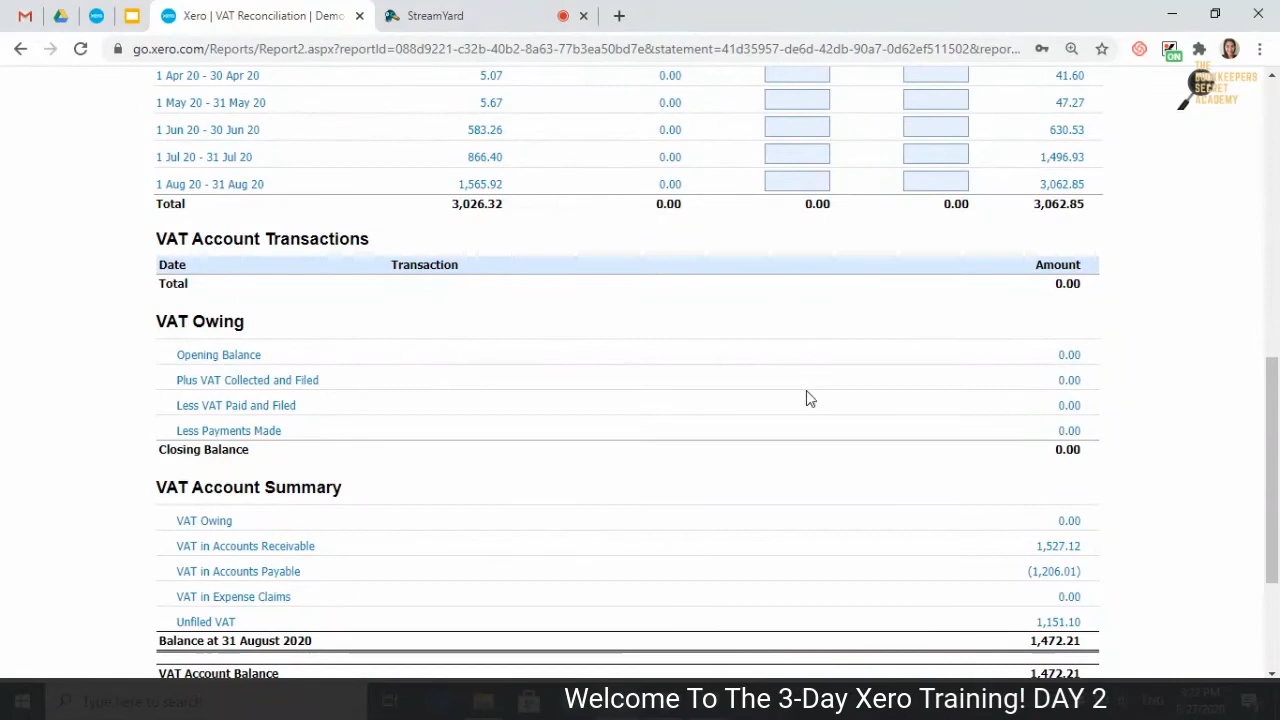 Xero | VAT Reconciliation | Demo
StreamYard
go.xero.com/Reports/Report2.aspx?reportId=088d9221-c32b-40b2-8a63-77b3ea50bd7e&statement=41d35957-de6d-42db-90a7-0d62ef511502&repor...
ON
THE
BOOKKEEPERS
SECRET
ACADEMY
1 Apr 20 - 30 Apr 20 5.07 0.00 41.60
1 May 20 - 31 May 20 5.67 0.00 47.27
1 Jun 20 - 30 Jun 20 583.26 0.00 630.53
1 Jul 20 - 31 Jul 20 866.40 0.00 1,496.93
1 Aug 20 - 31 Aug 20 1,565.92 0.00 3,062.85
Total 3,026.32 0.00 0.00 0.00 3,062.85
VAT Account Transactions
Date Transaction Amount
Total 0.00
VAT Owing
Opening Balance 0.00
Plus VAT Collected and Filed 0.00
Less VAT Paid and Filed 0.00
Less Payments Made 0.00
Closing Balance 0.00
VAT Account Summary
VAT Owing 0.00
VAT in Accounts Receivable 1,527.12
VAT in Accounts Payable (1,206.01)
VAT in Expense Claims 0.00
Unfiled VAT 1,151.10
Balance at 31 August 2020 1,472.21
VAT Account Balance 1,472.21
Type here to search
ENG
Welcome To The 3-Day Xero Training! DAY 2